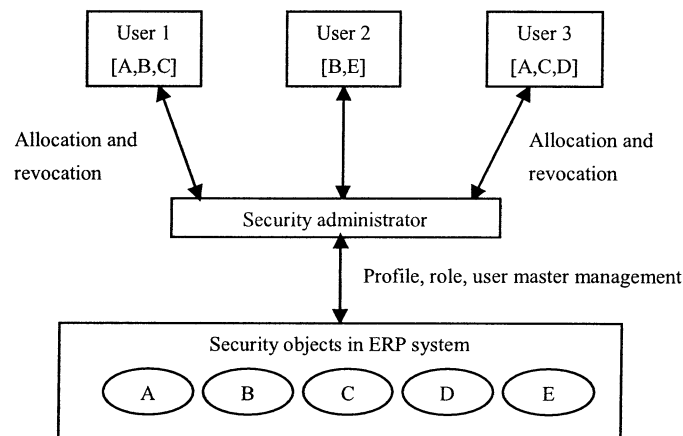 User 1
[A,B,C]
User 2
[B,E]
User 3
[A,C,D]
Allocation and
revocation
Allocation and
revocation
Security administrator
Profile, role, user master management
Security objects in ERP system
A
B
C
D
E